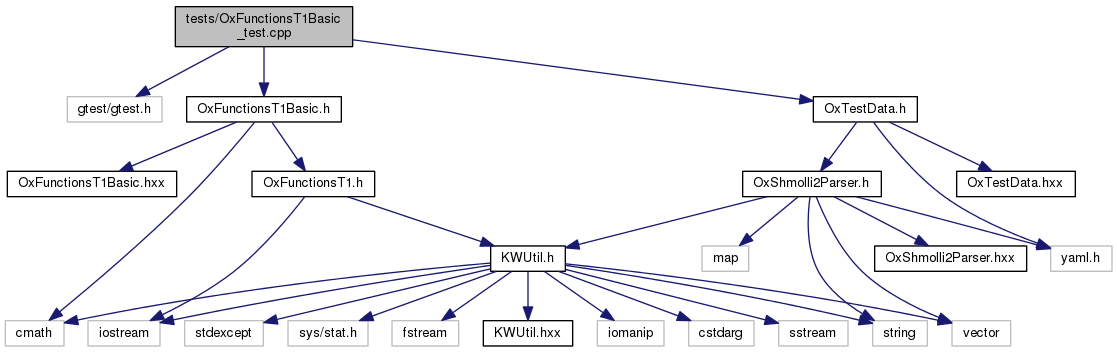 tests/OxFunctionsT1Basic
_test.cpp
gtest/gtest.h
OxFunctionsT1Basic.h
OxTestData.h
OxFunctionsT1Basic.hxx
OxFunctionsT1.h
OxShmolli2Parser.h
OxTestData.hxx
KWUtil.h
map
OxShmolli2Parser.hxx
yaml.h
cmath
iostream
stdexcept
sys/stat.h
fstream
KWUtil.hxx
iomanip
cstdarg
sstream
string
vector